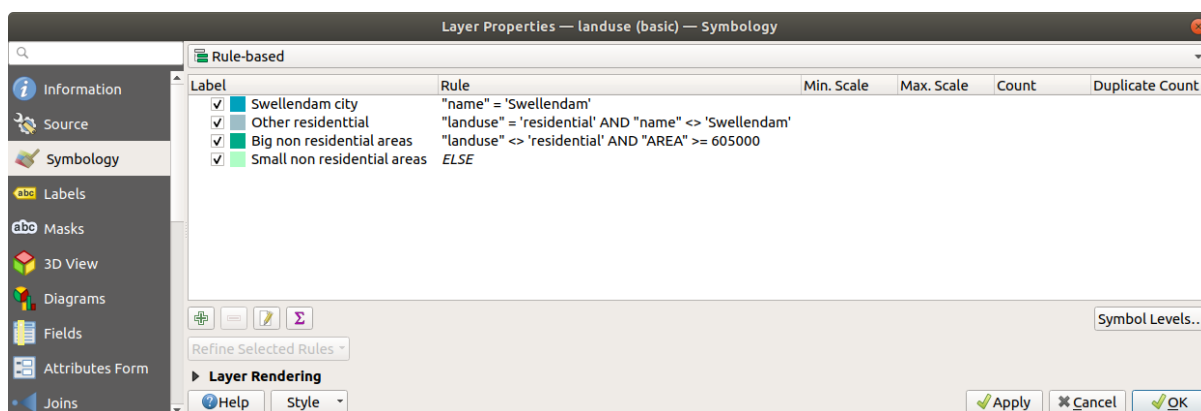 Layer Properties — landuse (basic) — Symbology
Rule-based
Information
Source
Symbology
abc Labels
abc Masks
3D View
Diagrams
Fields
Attributes Form
Joins
Label Rule Min. Scale Max. Scale Count Duplicate Count
Swellendam city "name" = 'Swellendam'
Other residenttial "landuse" = 'residential' AND "name" <> 'Swellendam'
Big non residential areas "landuse" <> 'residential' AND "AREA" >= 605000
Small non residential areas ELSE
Symbol Levels..
Refine Selected Rules
Layer Rendering
Help Style Apply Cancel OK